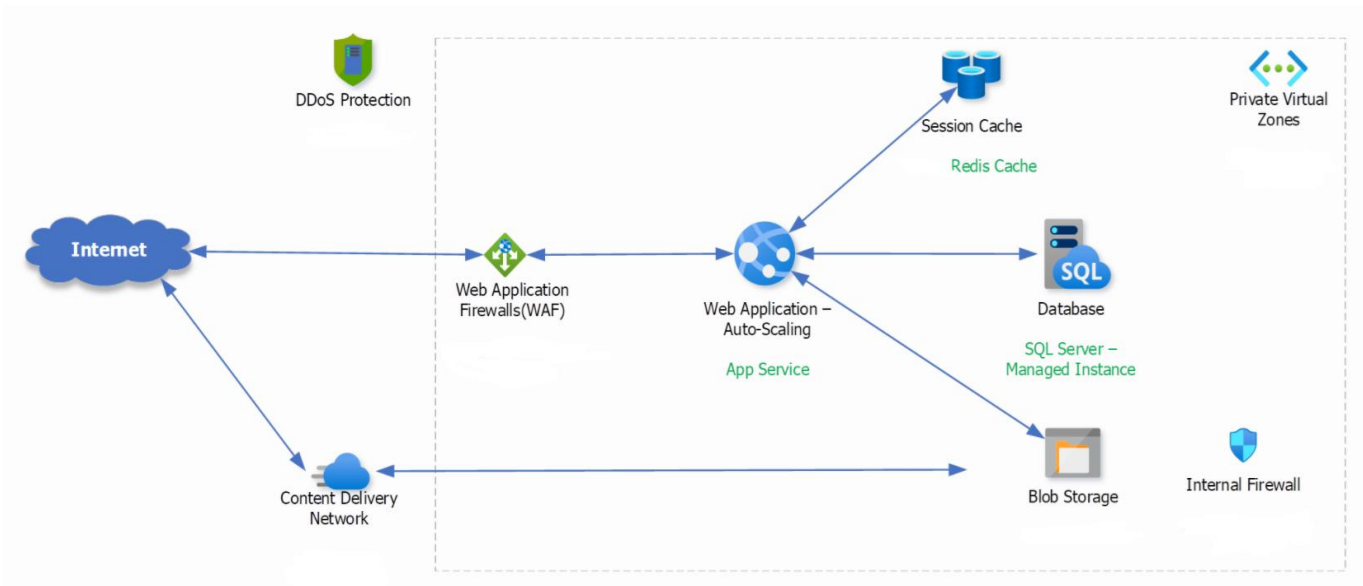 DDoS Protection
Private Virtual
Zones
Session Cache
Redis Cache
Internet
SQL
Web Application
Firewalls(WAF)
Web Application –
Auto-Scaling
App Service
Database
SQL Server –
Managed Instance
Content Delivery
Network
Blob Storage
Internal Firewall